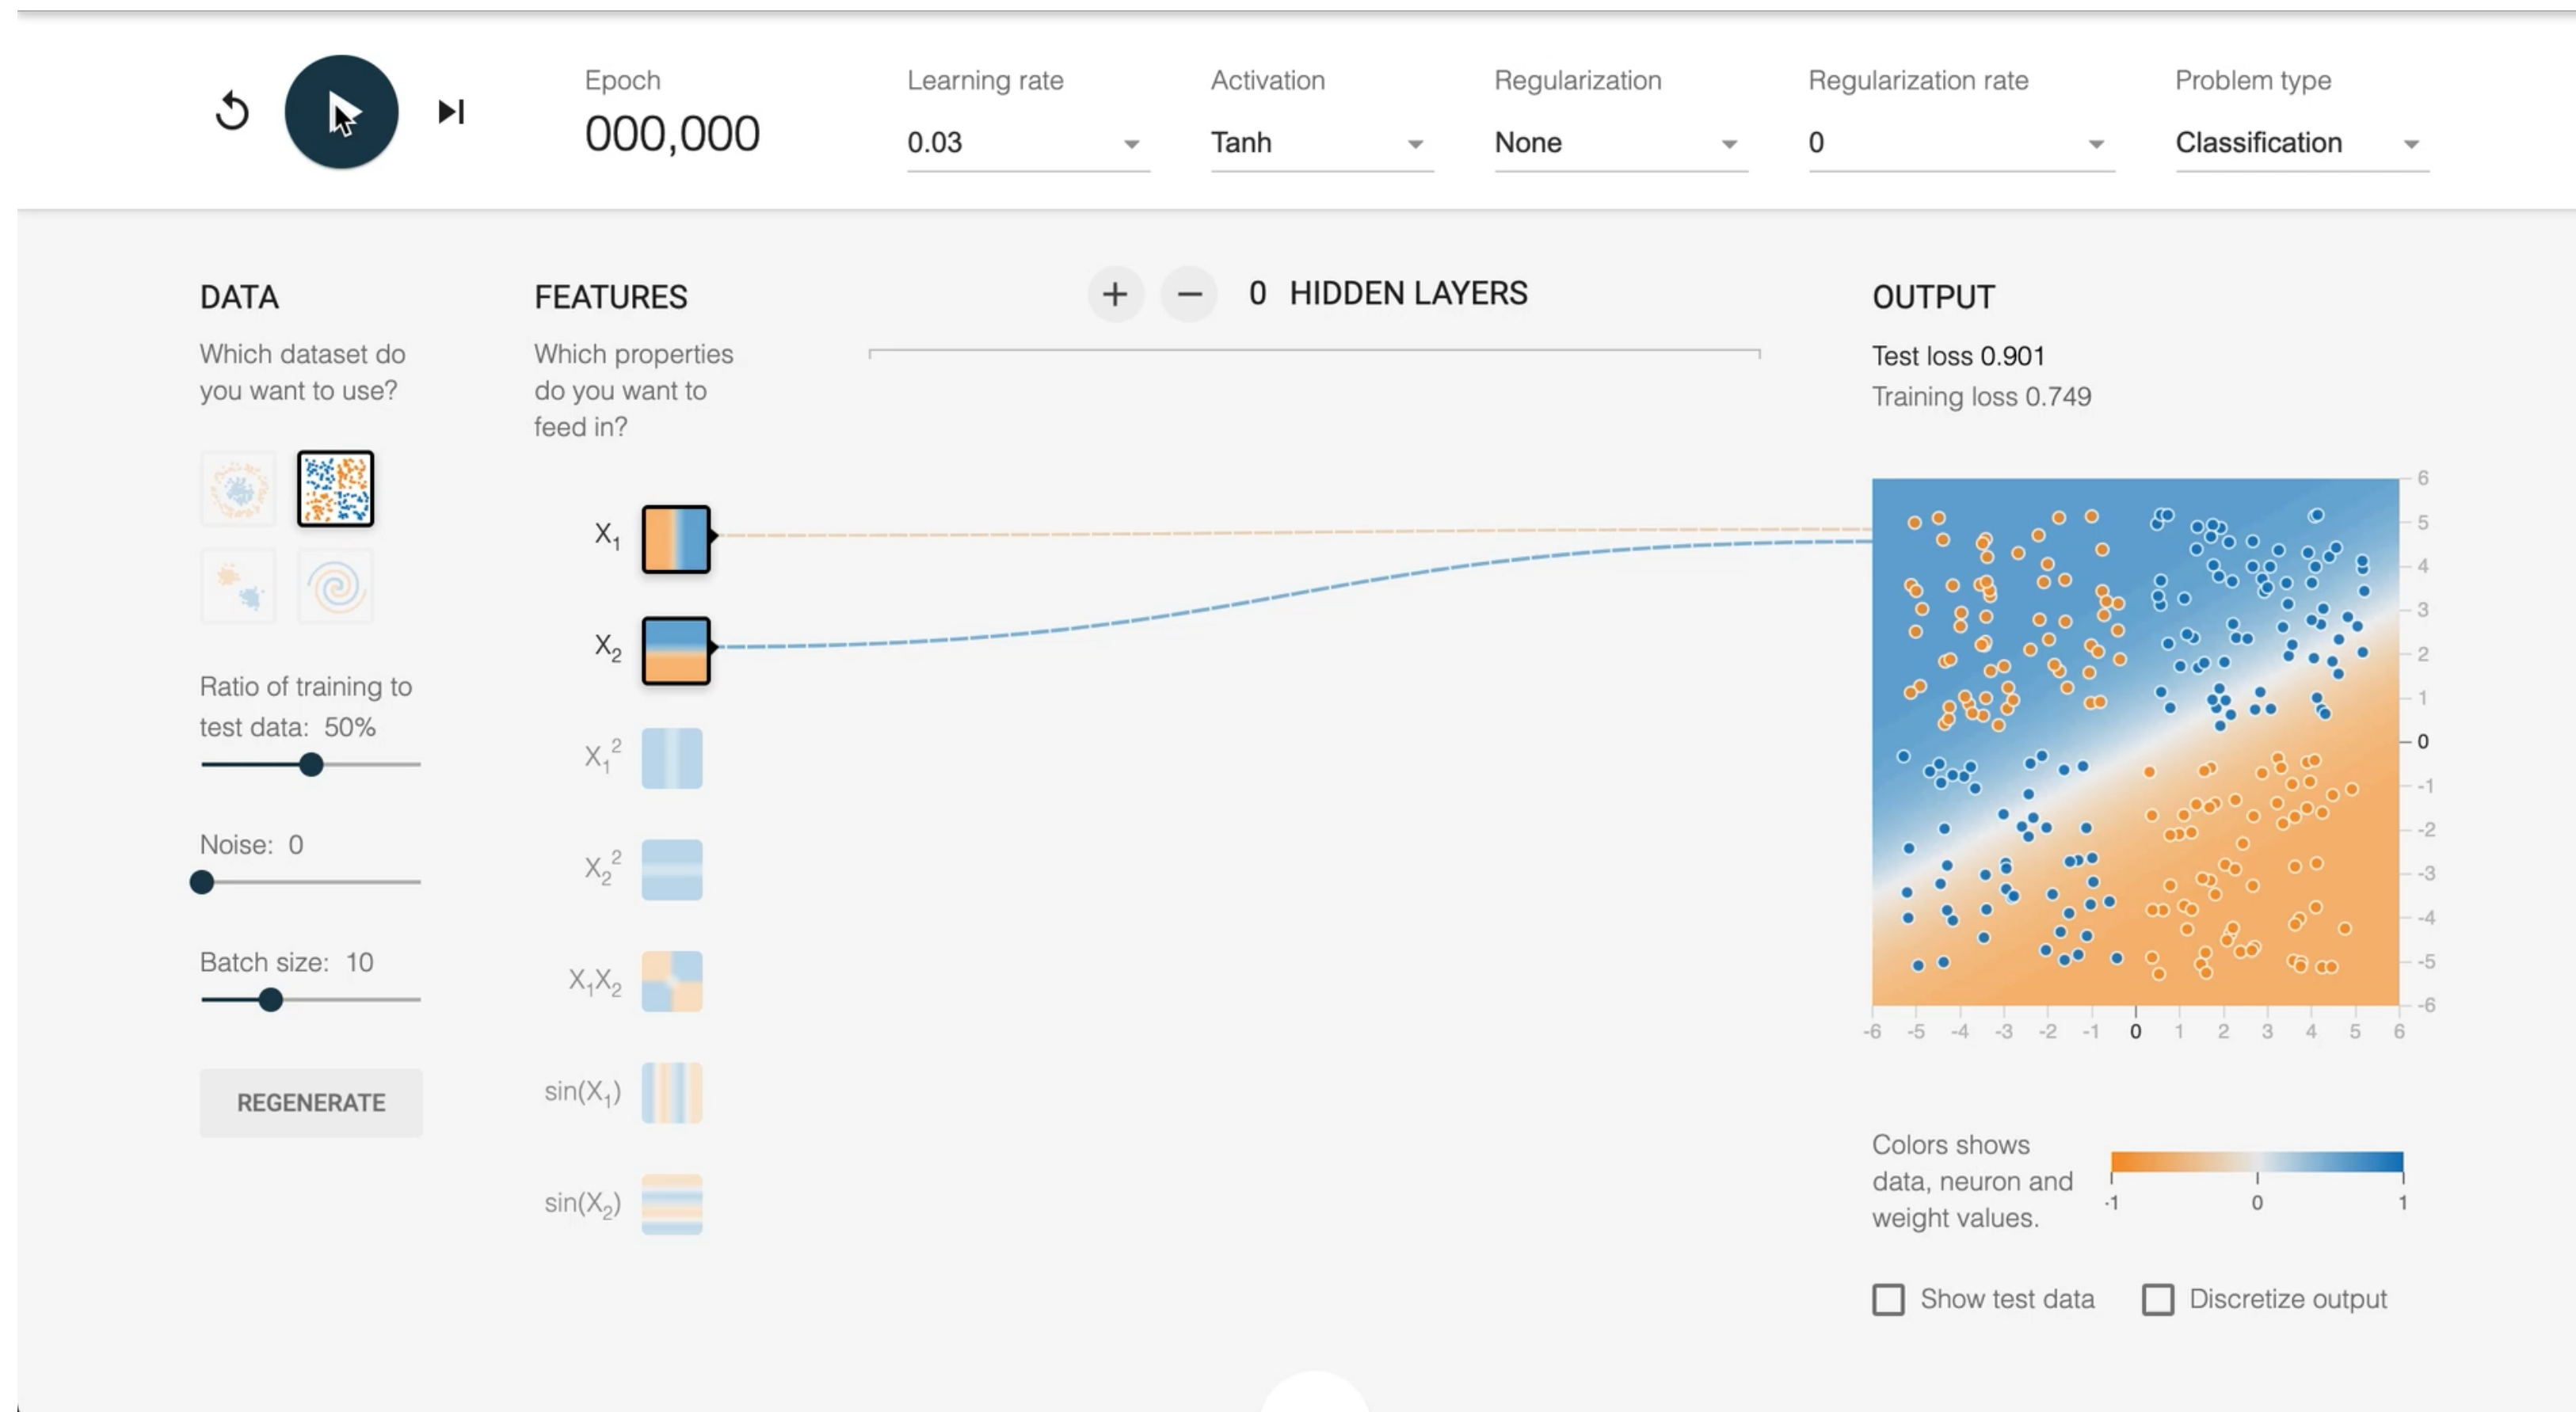 Epoch
000,000
Learning rate
0.03
Activation
Tanh
Regularization
None
Regularization rate
0
Problem type
Classification
DATA
Which dataset do
you want to use?
Ratio of training to
test data: 50%
Noise: 0
Batch size: 10
REGENERATE
FEATURES
Which properties
do you want to
feed in?
X₁
X₂
X₁²
X₂²
X₁X₂
sin(X₁)
sin(X₂)
+ − 0 HIDDEN LAYERS
OUTPUT
Test loss 0.901
Training loss 0.749
6
5
4
3
2
1
0
-1
-2
-3
-4
-5
-6
-6 -5 -4 -3 -2 -1 0 1 2 3 4 5 6
Colors shows
data, neuron and
weight values.
-1 0 1
Show test data
Discretize output